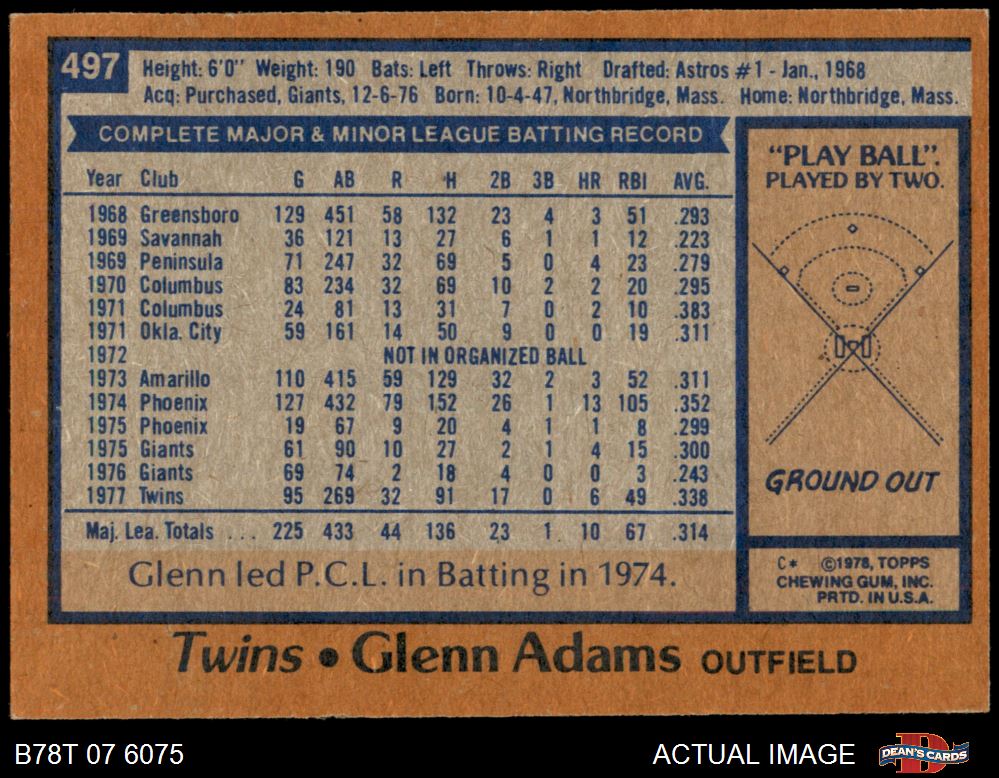 497
Height: 6'0" Weight: 190 Bats: Left Throws: Right Drafted: Astros #1 - Jan., 1968
Acq: Purchased, Giants, 12-6-76 Born: 10-4-47, Northbridge, Mass. Home: Northbridge, Mass.
COMPLETE MAJOR & MINOR LEAGUE BATTING RECORD
Year Club G AB R H 2B 3B HR RBI AVG.
1968 Greensboro 129 451 58 132 23 4 3 51 .293
1969 Savannah 36 121 13 27 6 1 1 12 .223
1969 Peninsula 71 247 32 69 5 0 4 23 .279
1970 Columbus 83 234 32 69 10 2 2 20 .295
1971 Columbus 24 81 13 31 7 0 2 10 .383
1971 Okla. City 59 161 14 50 9 0 0 19 .311
1972 NOT IN ORGANIZED BALL
1973 Amarillo 110 415 59 129 32 2 3 52 .311
1974 Phoenix 127 432 79 152 26 1 13 105 .352
1975 Phoenix 19 67 9 20 4 1 1 8 .299
1975 Giants 61 90 10 27 2 1 4 15 .300
1976 Giants 69 74 2 18 4 0 0 3 .243
1977 Twins 95 269 32 91 17 0 6 49 .338
Maj. Lea. Totals ... 225 433 44 136 23 1 10 67 .314
Glenn led P.C.L. in Batting in 1974.
"PLAY BALL".
PLAYED BY TWO.
GROUND OUT
C* ©1978, TOPPS
CHEWING GUM, INC.
PRTD. IN U.S.A.
Twins • Glenn Adams OUTFIELD
B78T 07 6075
ACTUAL IMAGE
D
DEAN'S CARDS